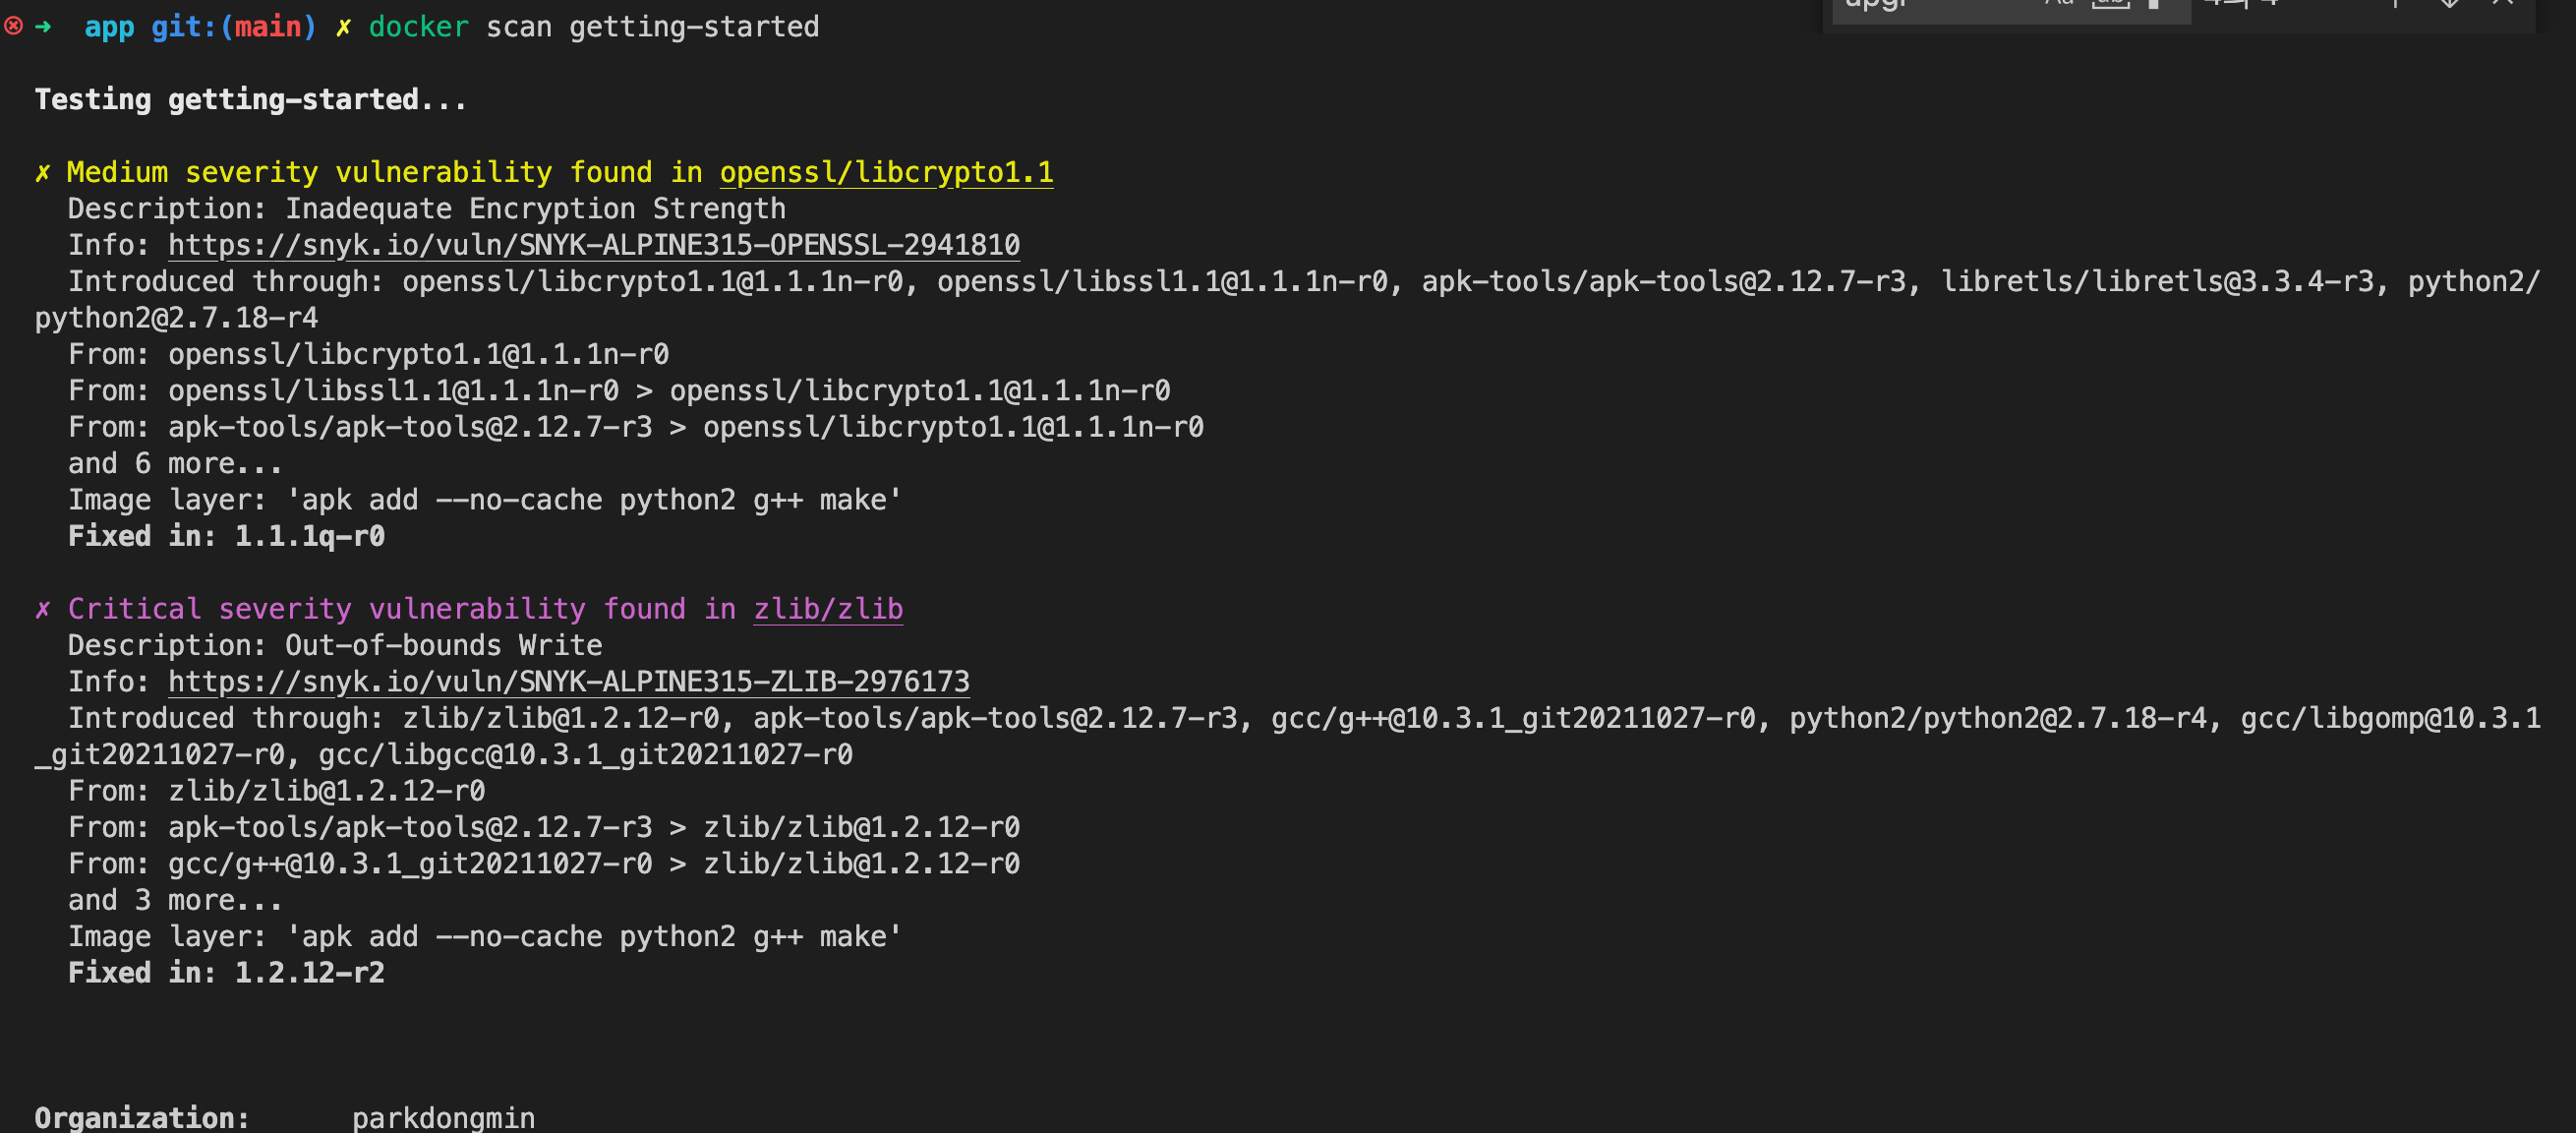 ➜ app git:(main) ✗ docker scan getting-started
Testing getting-started...
✗ Medium severity vulnerability found in openssl/libcrypto1.1
Description: Inadequate Encryption Strength
Info: https://snyk.io/vuln/SNYK-ALPINE315-OPENSSL-2941810
Introduced through: openssl/libcrypto1.1@1.1.1n-r0, openssl/libssl1.1@1.1.1n-r0, apk-tools/apk-tools@2.12.7-r3, libretls/libretls@3.3.4-r3, python2/
python2@2.7.18-r4
From: openssl/libcrypto1.1@1.1.1n-r0
From: openssl/libssl1.1@1.1.1n-r0 > openssl/libcrypto1.1@1.1.1n-r0
From: apk-tools/apk-tools@2.12.7-r3 > openssl/libcrypto1.1@1.1.1n-r0
and 6 more...
Image layer: 'apk add --no-cache python2 g++ make'
Fixed in: 1.1.1q-r0
✗ Critical severity vulnerability found in zlib/zlib
Description: Out-of-bounds Write
Info: https://snyk.io/vuln/SNYK-ALPINE315-ZLIB-2976173
Introduced through: zlib/zlib@1.2.12-r0, apk-tools/apk-tools@2.12.7-r3, gcc/g++@10.3.1_git20211027-r0, python2/python2@2.7.18-r4, gcc/libgomp@10.3.1
_git20211027-r0, gcc/libgcc@10.3.1_git20211027-r0
From: zlib/zlib@1.2.12-r0
From: apk-tools/apk-tools@2.12.7-r3 > zlib/zlib@1.2.12-r0
From: gcc/g++@10.3.1_git20211027-r0 > zlib/zlib@1.2.12-r0
and 3 more...
Image layer: 'apk add --no-cache python2 g++ make'
Fixed in: 1.2.12-r2
Organization: parkdongmin